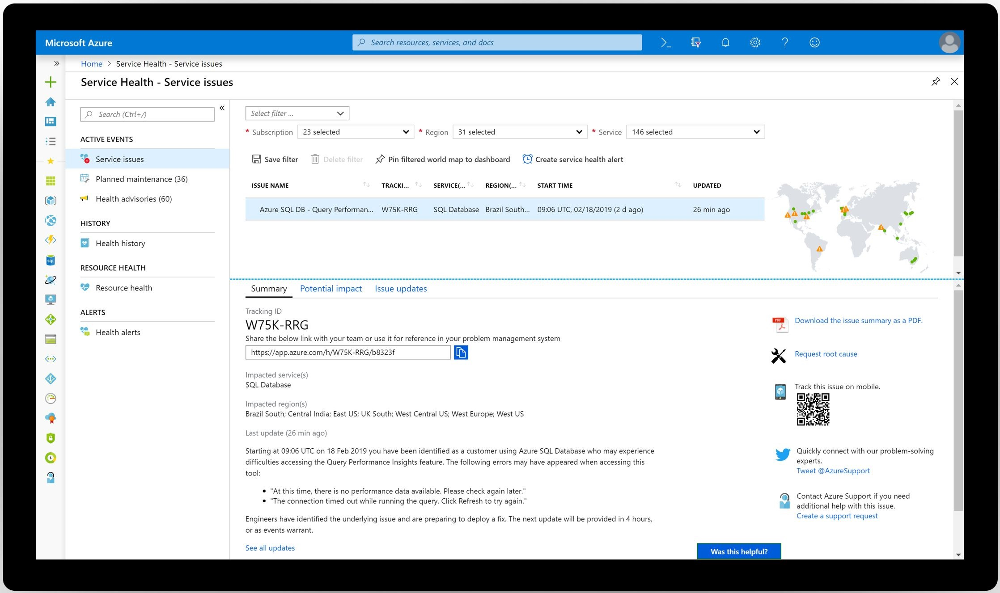 Microsoft Azure
Search resources, services, and docs
Home > Service Health - Service issues
Service Health - Service issues
Search (Ctrl+/)
ACTIVE EVENTS
Service issues
Planned maintenance (36)
Health advisories (60)
HISTORY
Health history
RESOURCE HEALTH
Resource health
ALERTS
Health alerts
SQL
Select filter ...
* Subscription 23 selected * Region 31 selected * Service 146 selected
Save filter Delete filter Pin filtered world map to dashboard Create service health alert
ISSUE NAME TRACKI... SERVICE(... REGION(... START TIME UPDATED
Azure SQL DB - Query Performan... W75K-RRG SQL Database Brazil South... 09:06 UTC, 02/18/2019 (2 d ago) 26 min ago
Summary Potential impact Issue updates
Tracking ID
W75K-RRG
Share the below link with your team or use it for reference in your problem management system
https://app.azure.com/h/W75K-RRG/b8323f
Impacted service(s)
SQL Database
Impacted region(s)
Brazil South; Central India; East US; UK South; West Central US; West Europe; West US
Last update (26 min ago)
Starting at 09:06 UTC on 18 Feb 2019 you have been identified as a customer using Azure SQL Database who may experience
difficulties accessing the Query Performance Insights feature. The following errors may have appeared when accessing this
tool:
• "At this time, there is no performance data available. Please check again later."
• "The connection timed out while running the query. Click Refresh to try again."
Engineers have identified the underlying issue and are preparing to deploy a fix. The next update will be provided in 4 hours,
or as events warrant.
See all updates
PDF
Download the issue summary as a PDF.
Request root cause
Track this issue on mobile.
Quickly connect with our problem-solving
experts.
Tweet @AzureSupport
Contact Azure Support if you need
additional help with this issue.
Create a support request
Was this helpful?